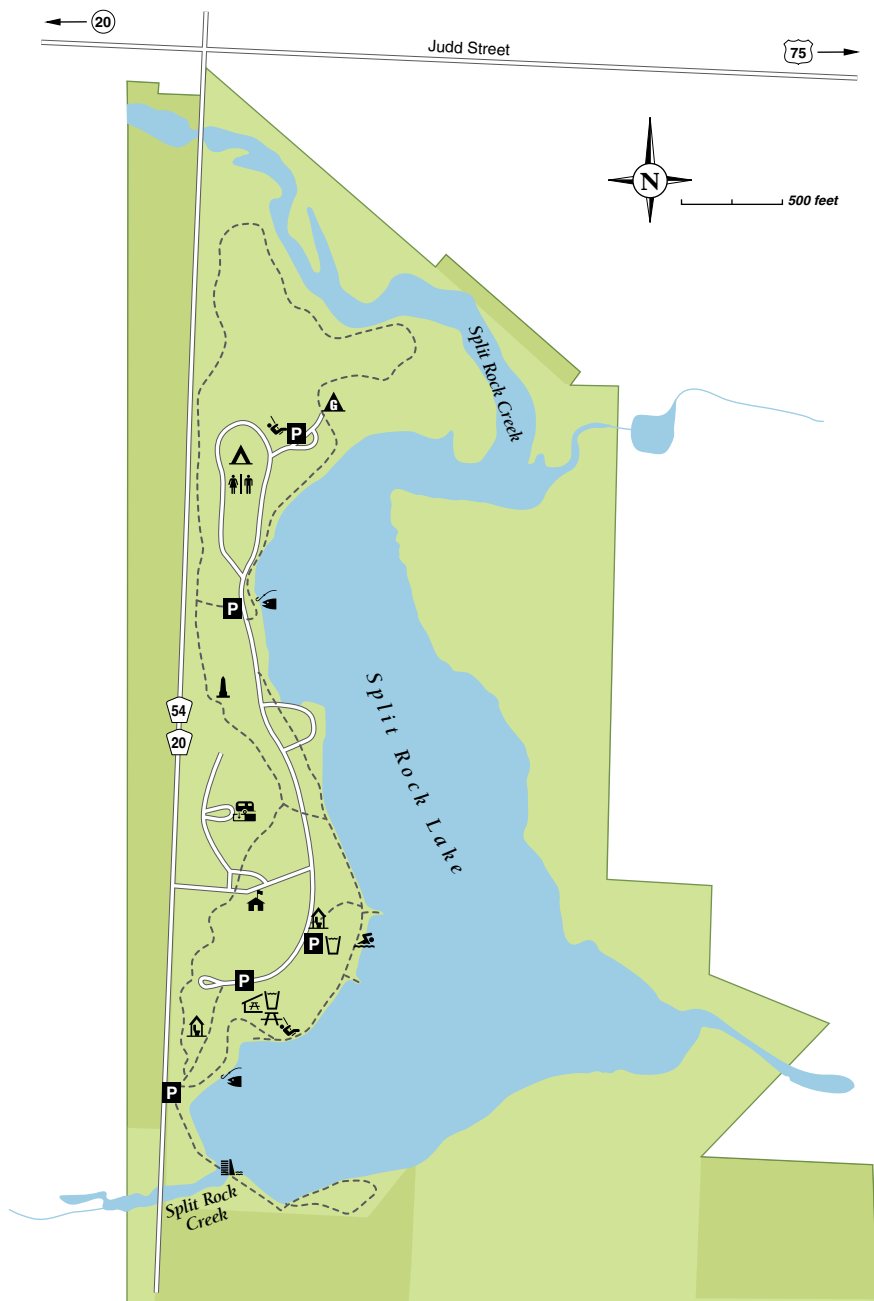 20
Judd Street
75
N
500 feet
Split Rock Creek
G
P
P
54
20
Split Rock Lake
P
P
P
Split Rock
Creek